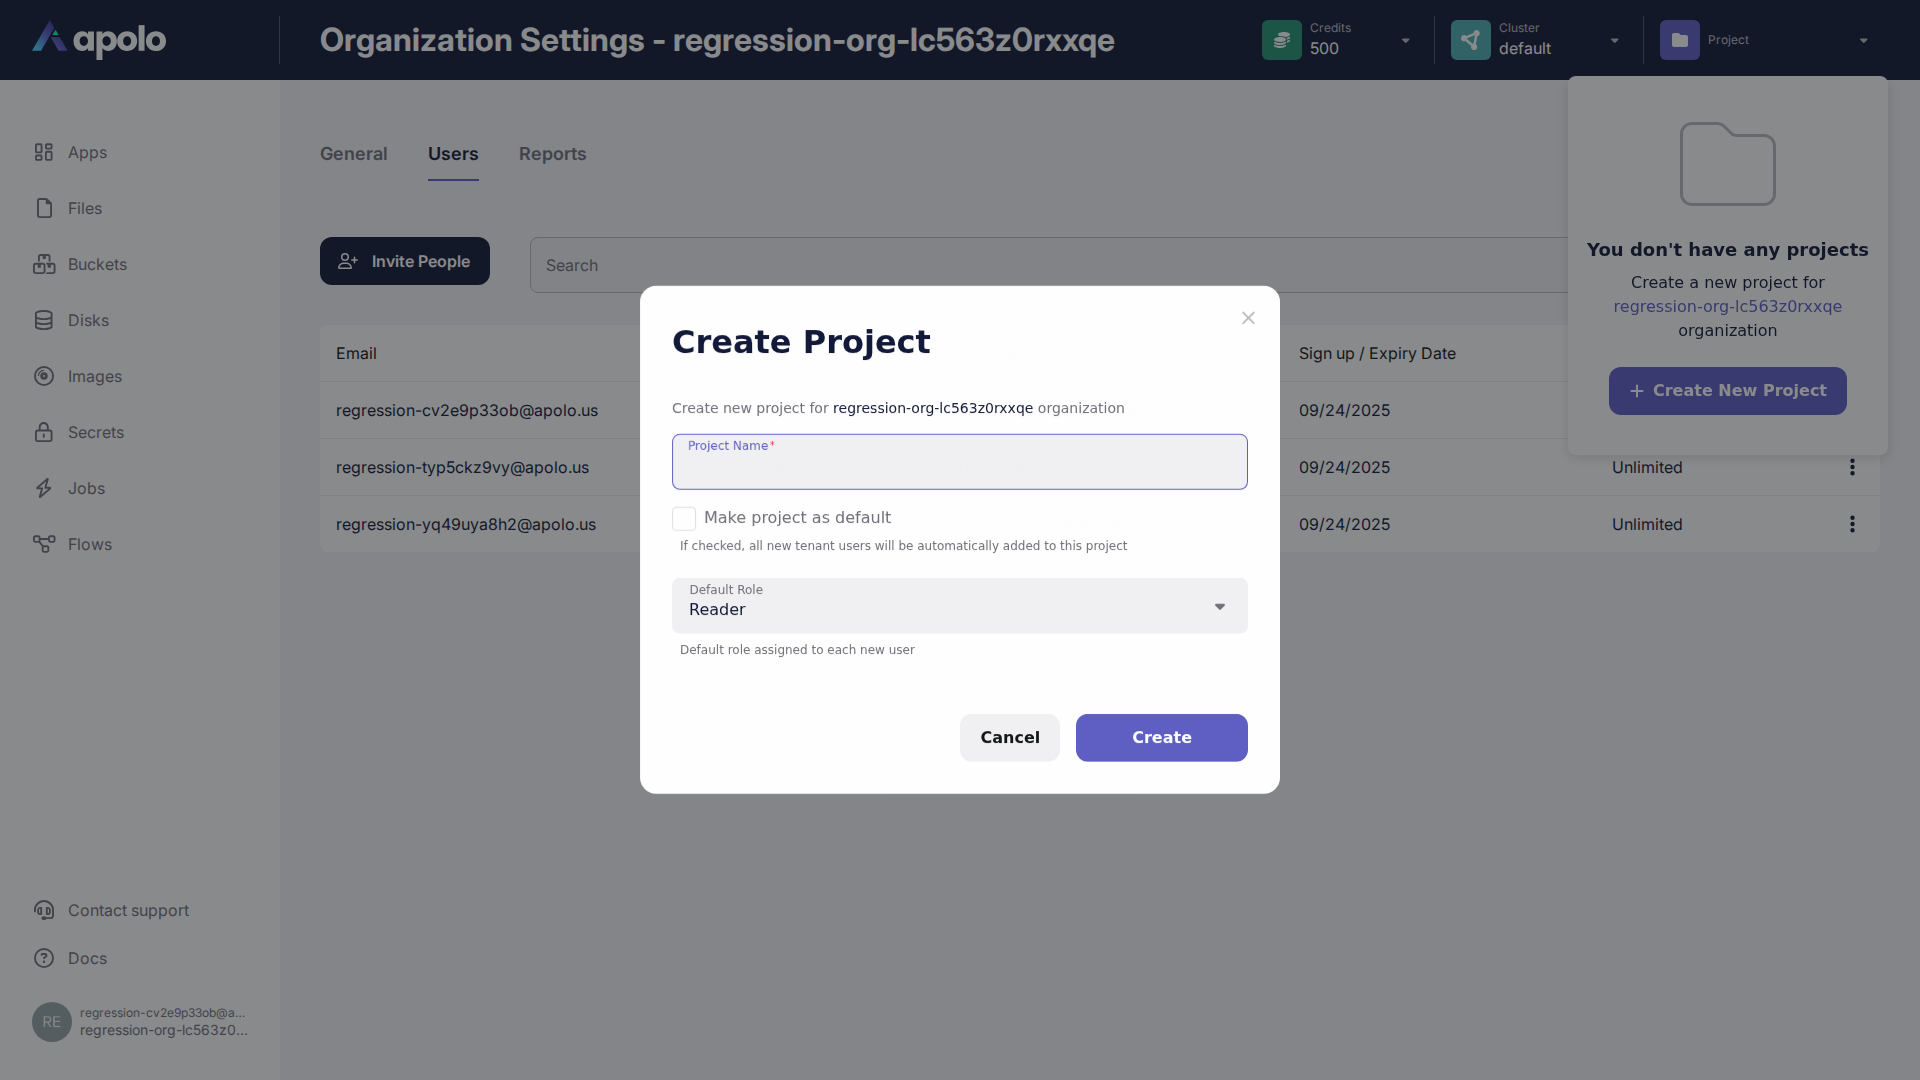 apolo
Organization Settings - regression-org-lc563z0rxxqe
Credits
500
Cluster
default
Project
Apps
Files
Buckets
Disks
Images
Secrets
Jobs
Flows
Contact support
Docs
RE
regression-cv2e9p33ob@a...
regression-org-lc563z0...
General
Users
Reports
Invite People
Search
Email
Sign up / Expiry Date
regression-cv2e9p33ob@apolo.us
09/24/2025
regression-typ5ckz9vy@apolo.us
09/24/2025
Unlimited
regression-yq49uya8h2@apolo.us
09/24/2025
Unlimited
You don't have any projects
Create a new project for
regression-org-lc563z0rxxqe
organization
Create New Project
Create Project
Create new project for regression-org-lc563z0rxxqe organization
Project Name*
Make project as default
If checked, all new tenant users will be automatically added to this project
Default Role
Reader
Default role assigned to each new user
Cancel
Create